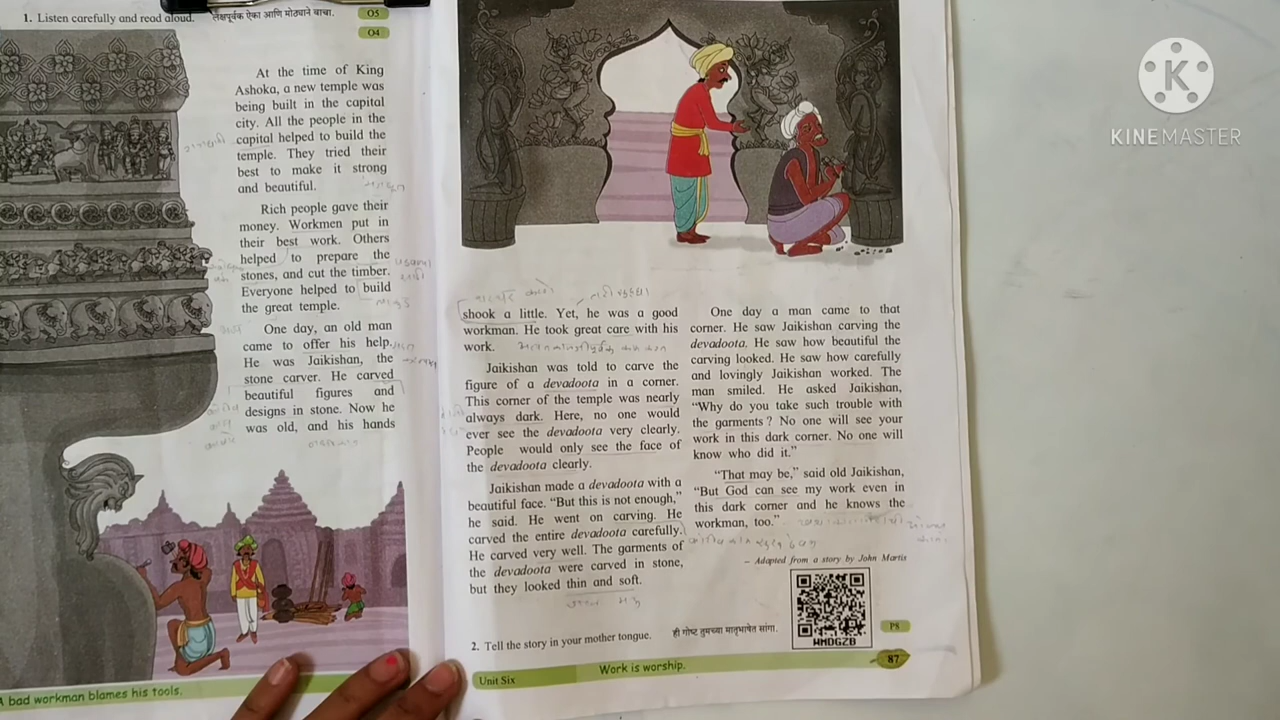 1. Listen carefully and read aloud. लक्षपूर्वक ऐका आणि मोठ्याने वाचा.
O5
O4
At the time of King
Ashoka, a new temple was
being built in the capital
city. All the people in the
capital helped to build the
temple. They tried their
best to make it strong
and beautiful.
Rich people gave their
money. Workmen put in
their best work. Others
helped to prepare the
stones, and cut the timber.
Everyone helped to build
the great temple.
One day, an old man
came to offer his help.
He was Jaikishan, the
stone carver. He carved
beautiful figures and
designs in stone. Now he
was old, and his hands
A bad workman blames his tools.
shook a little. Yet, he was a good
workman. He took great care with his
work.
Jaikishan was told to carve the
figure of a devadoota in a corner.
This corner of the temple was nearly
always dark. Here, no one would
ever see the devadoota very clearly.
People would only see the face of
the devadoota clearly.
Jaikishan made a devadoota with a
beautiful face. “But this is not enough,”
he said. He went on carving. He
carved the entire devadoota carefully.
He carved very well. The garments of
the devadoota were carved in stone,
but they looked thin and soft.
One day a man came to that
corner. He saw Jaikishan carving the
devadoota. He saw how beautiful the
carving looked. He saw how carefully
and lovingly Jaikishan worked. The
man smiled. He asked Jaikishan,
“Why do you take such trouble with
the garments ? No one will see your
work in this dark corner. No one will
know who did it.”
“That may be,” said old Jaikishan,
“But God can see my work even in
this dark corner and he knows the
workman, too.”
– Adapted from a story by John Martis
WMDGZB
P8
2. Tell the story in your mother tongue. ही गोष्ट तुमच्या मातृभाषेत सांगा.
Unit Six
Work is worship.
87
K
KINEMASTER